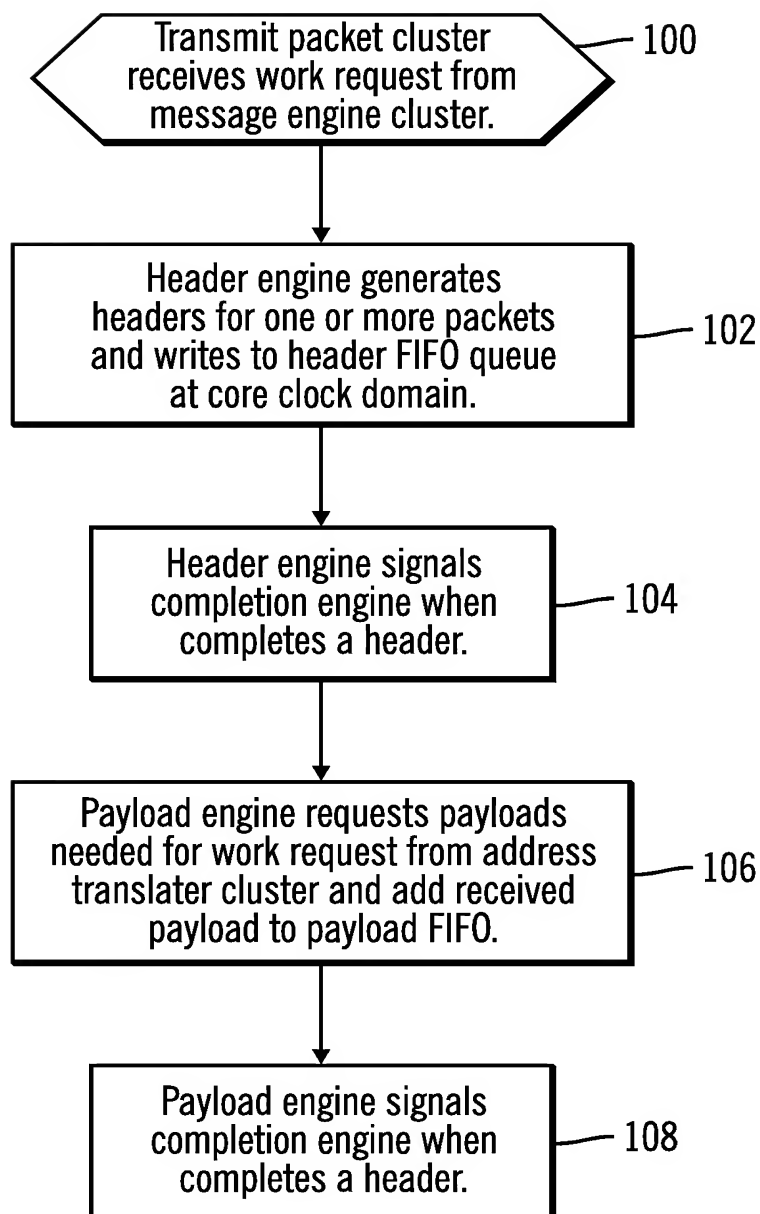 Transmit packet cluster
receives work request from
message engine cluster.
100
Header engine generates
headers for one or more packets
and writes to header FIFO queue
at core clock domain.
102
Header engine signals
completion engine when
completes a header.
104
Payload engine requests payloads
needed for work request from address
translater cluster and add received
payload to payload FIFO.
106
Payload engine signals
completion engine when
completes a header.
108